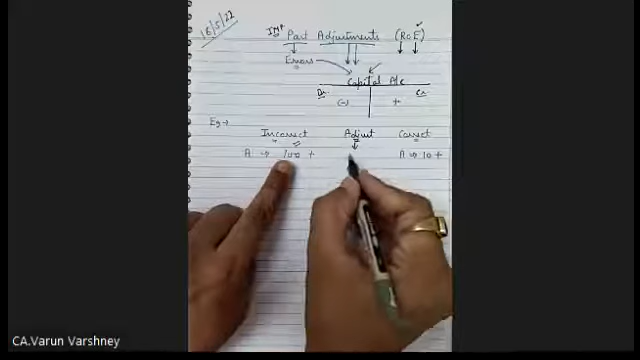 16/5/22
IMP Past Adjustments (RoE)
Errors
Capital A/c
Dr. Cr
(-) +
Eg →
Incorrect Adjust Correct
A → 100 + A → 10 +
CA.Varun Varshney